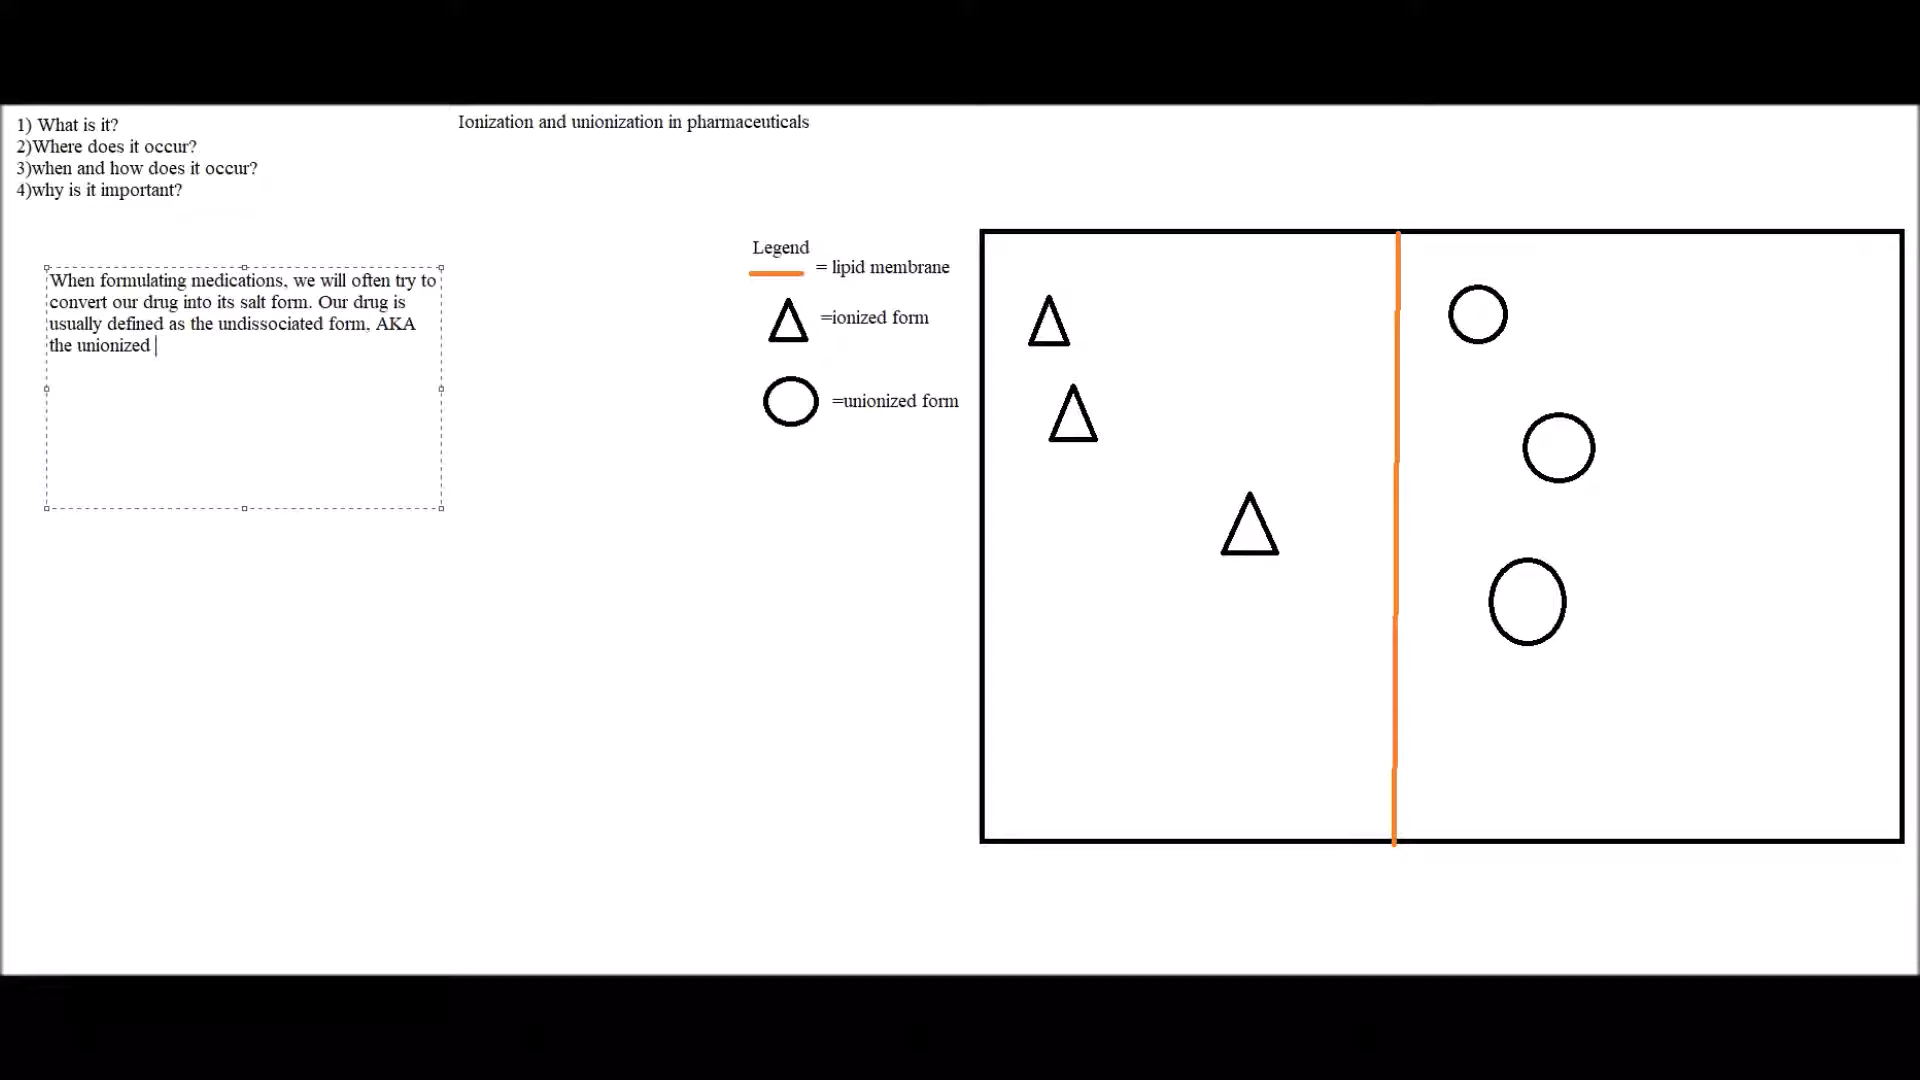 1) What is it?
2)Where does it occur?
3)when and how does it occur?
4)why is it important?
Ionization and unionization in pharmaceuticals
When formulating medications, we will often try to
convert our drug into its salt form. Our drug is
usually defined as the undissociated form, AKA
the unionized
Legend
= lipid membrane
=ionized form
=unionized form